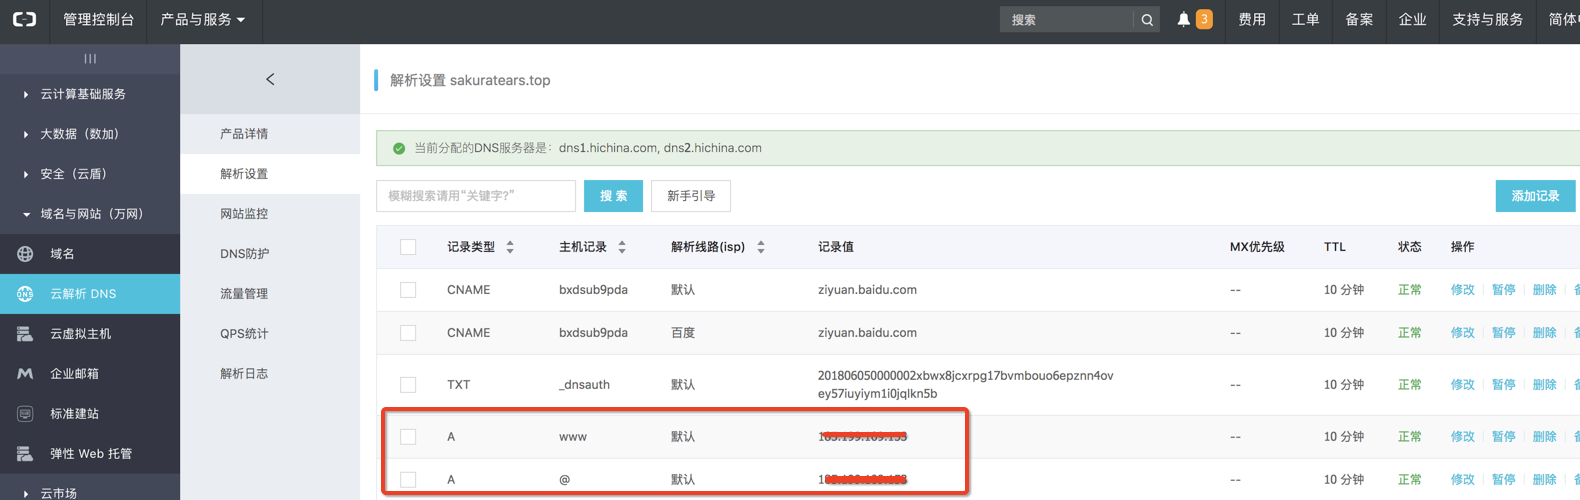 管理控制台 产品与服务 搜索 3 费用 工单 备案 企业 支持与服务 简体
云计算基础服务
大数据（数加）
安全（云盾）
域名与网站（万网）
域名
云解析 DNS
云虚拟主机
企业邮箱
标准建站
弹性 Web 托管
云市场
产品详情
解析设置
网站监控
DNS防护
流量管理
QPS统计
解析日志
解析设置 sakuratears.top
当前分配的DNS服务器是： dns1.hichina.com, dns2.hichina.com
模糊搜索请用“关键字?” 搜 索 新手引导 添加记录
记录类型 主机记录 解析线路(isp) 记录值 MX优先级 TTL 状态 操作
CNAME bxdsub9pda 默认 ziyuan.baidu.com -- 10 分钟 正常 修改 暂停 删除
CNAME bxdsub9pda 百度 ziyuan.baidu.com -- 10 分钟 正常 修改 暂停 删除
TXT _dnsauth 默认 201806050000002xbwx8jcxrpg17bvmbouo6epznn4ov -- 10 分钟 正常 修改 暂停 删除
ey57iuyiym1i0jqlkn5b
A www 默认 -- 10 分钟 正常 修改 暂停 删除
A @ 默认 -- 10 分钟 正常 修改 暂停 删除